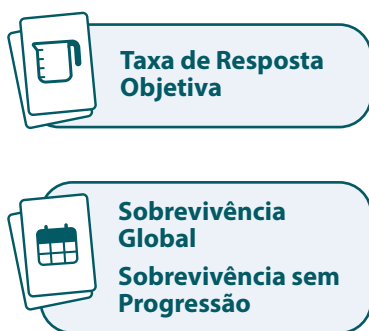 Taxa de Resposta
Objetiva
Sobrevivência
Global
Sobrevivência sem
Progressão